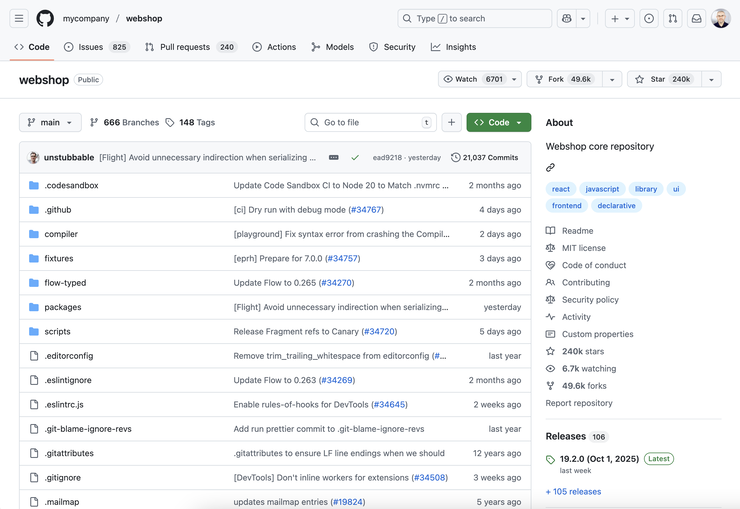 mycompany / webshop
Type / to search
Code Issues 825 Pull requests 240 Actions Models Security Insights
webshop Public
Watch 6701 Fork 49.6k Star 240k
main 666 Branches 148 Tags
Go to file t
Code
unstubbable [Flight] Avoid unnecessary indirection when serializing ... ead9218 · yesterday 21,037 Commits
.codesandbox Update Code Sandbox CI to Node 20 to Match .nvmrc ... 2 months ago
.github [ci] Dry run with debug mode (#34767) 4 days ago
compiler [playground] Fix syntax error from crashing the Compil... 2 days ago
fixtures [eprh] Prepare for 7.0.0 (#34757) 3 days ago
flow-typed Update Flow to 0.265 (#34270) 2 months ago
packages [Flight] Avoid unnecessary indirection when serializing... yesterday
scripts Release Fragment refs to Canary (#34720) 5 days ago
.editorconfig Remove trim_trailing_whitespace from editorconfig (#... last year
.eslintignore Update Flow to 0.263 (#34269) 2 months ago
.eslintrc.js Enable rules-of-hooks for DevTools (#34645) 2 weeks ago
.git-blame-ignore-revs Add run prettier commit to .git-blame-ignore-revs last year
.gitattributes .gitattributes to ensure LF line endings when we should 12 years ago
.gitignore [DevTools] Don't inline workers for extensions (#34508) 3 weeks ago
.mailmap updates mailmap entries (#19824) 5 years ago
About
Webshop core repository
react javascript library ui
frontend declarative
Readme
MIT license
Code of conduct
Contributing
Security policy
Activity
Custom properties
240k stars
6.7k watching
49.6k forks
Report repository
Releases 106
19.2.0 (Oct 1, 2025) Latest
last week
+ 105 releases